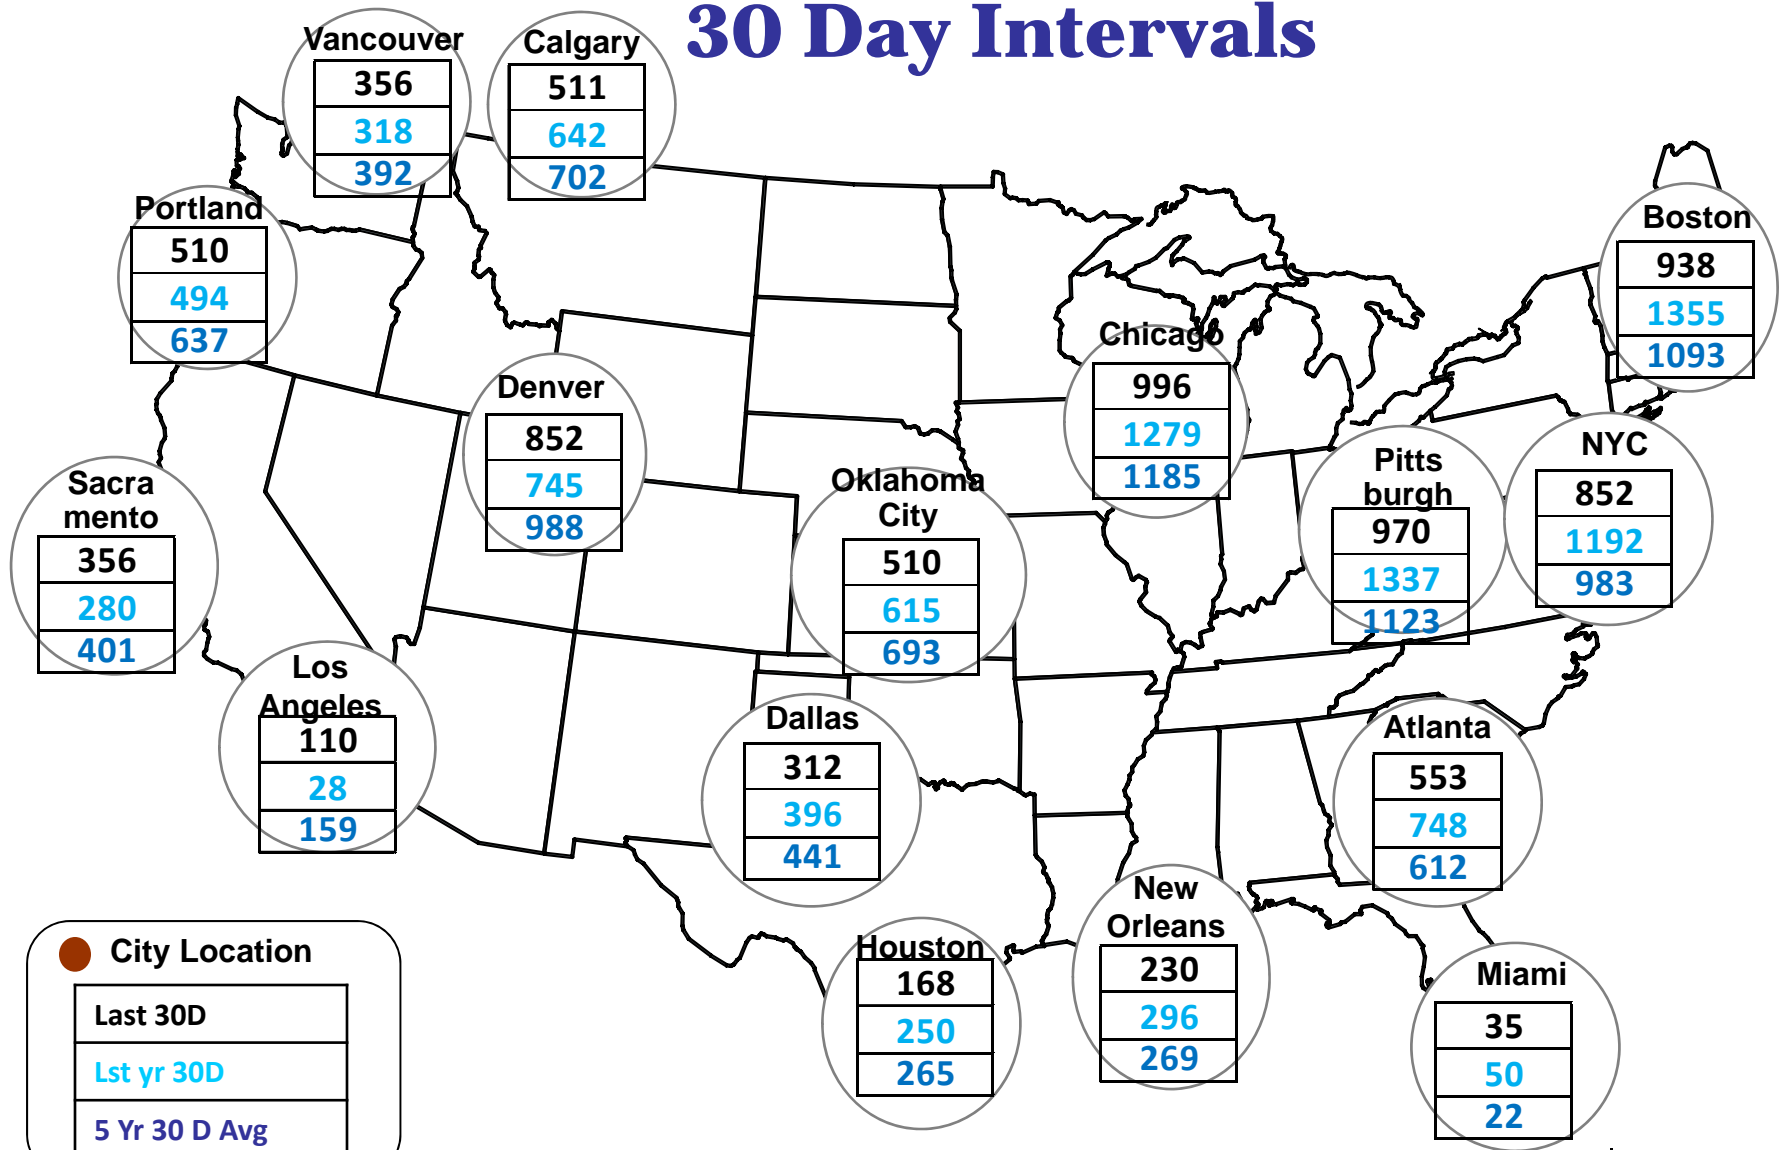 30 Day Intervals
Vancouver
356
318
392
Calgary
511
642
702
Portland
510
494
637
Boston
938
1355
1093
Chicago
996
1279
1185
Denver
852
745
988
NYC
852
1192
983
Pitts
burgh
970
1337
1123
Sacra
mento
356
280
401
Oklahoma
City
510
615
693
Los
Angeles
110
28
159
Dallas
312
396
441
Atlanta
553
748
612
New
Orleans
230
296
269
Houston
168
250
265
Miami
35
50
22
City Location
Last 30D
Lst yr 30D
5 Yr 30 D Avg